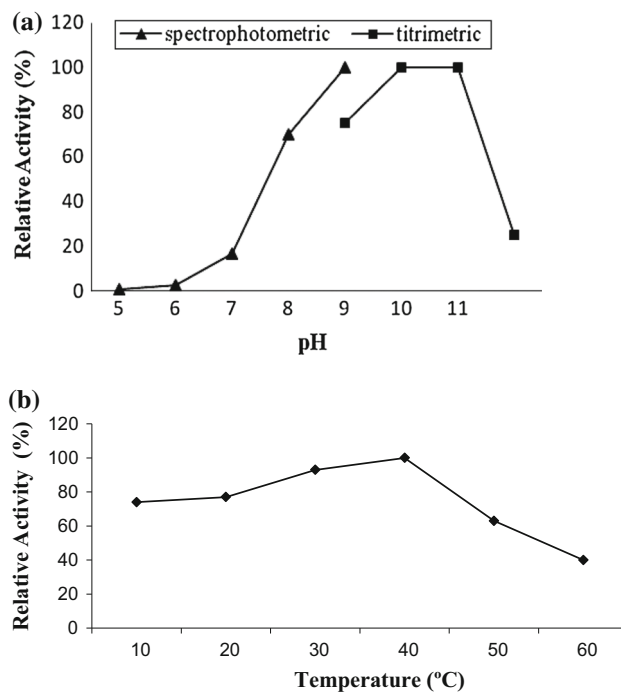 (a)
spectrophotometric titrimetric
120
100
80
60
40
20
0
Relative Activity (%)
5 6 7 8 9 10 11
pH
(b)
120
100
80
60
40
20
0
Relative Activity (%)
10 20 30 40 50 60
Temperature (ºC)